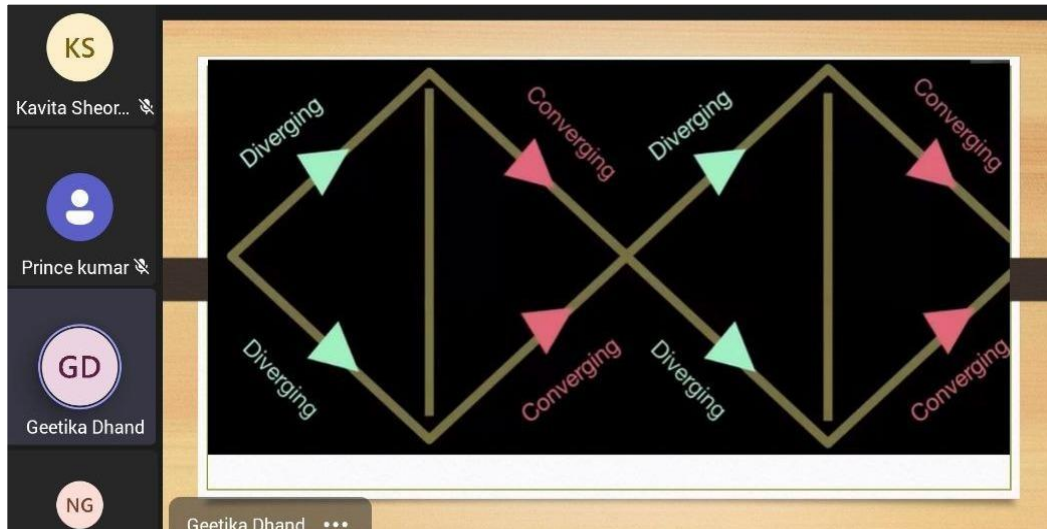 KS
Kavita Sheor...
Prince kumar
GD
Geetika Dhand
NG
Diverging
Converging
Diverging
Converging
Diverging
Converging
Diverging
Converging
Geetika Dhand ...